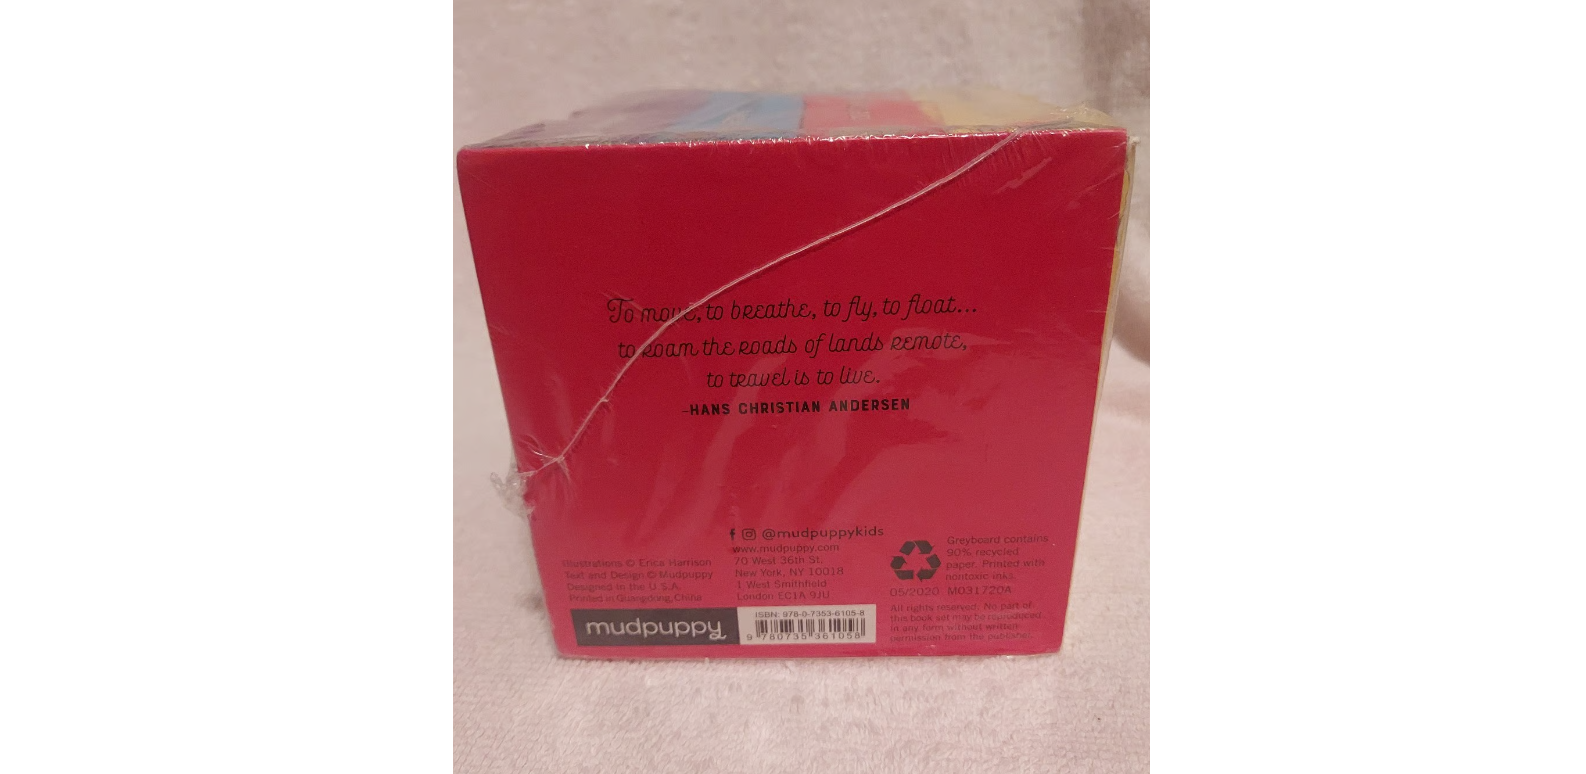 To move, to breathe, to fly, to float...
to roam the roads of lands remote,
to travel is to live.
-HANS CHRISTIAN ANDERSEN
@mudpuppykids
www.mudpuppy.com
70 West 36th St.
New York, NY 10018
1 West Smithfield
London EC1A 9JU
Illustrations © Erica Harrison
Text and Design © Mudpuppy
Designed in the U.S.A.
Printed in Guangdong, China
Greyboard contains
90% recycled
paper. Printed with
nontoxic inks.
05/2020 M031720A
All rights reserved. No part of
this book set may be reproduced
in any form without written
permission from the publisher.
mudpuppy
ISBN: 978-0-7353-6105-8
9 780735 361058